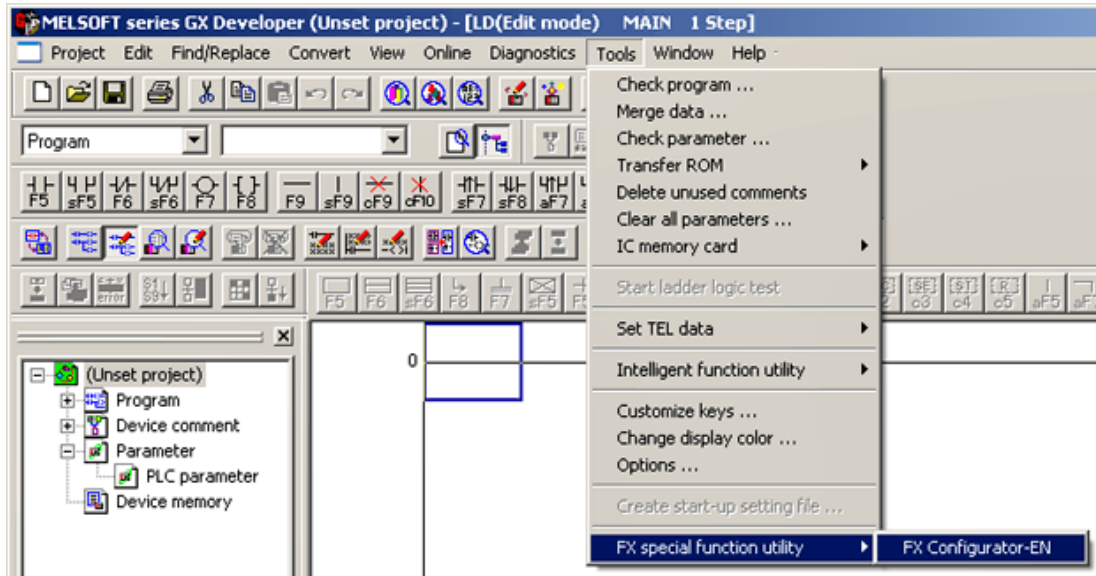 MELSOFT series GX Developer (Unset project) - [LD(Edit mode) MAIN 1 Step]
Project Edit Find/Replace Convert View Online Diagnostics Tools Window Help
Program
F5 sF5 F6 sF6 F7 F8 F9 sF9 cF9 cF10 sF7 sF8 aF7
error
F5 F6 sF6 F8 F7 sF5 c3 c4 c5 aF5
0
(Unset project)
Program
Device comment
Parameter
PLC parameter
Device memory
Check program ...
Merge data ...
Check parameter ...
Transfer ROM
Delete unused comments
Clear all parameters ...
IC memory card
Start ladder logic test
Set TEL data
Intelligent function utility
Customize keys ...
Change display color ...
Options ...
Create start-up setting file ...
FX special function utility
FX Configurator-EN